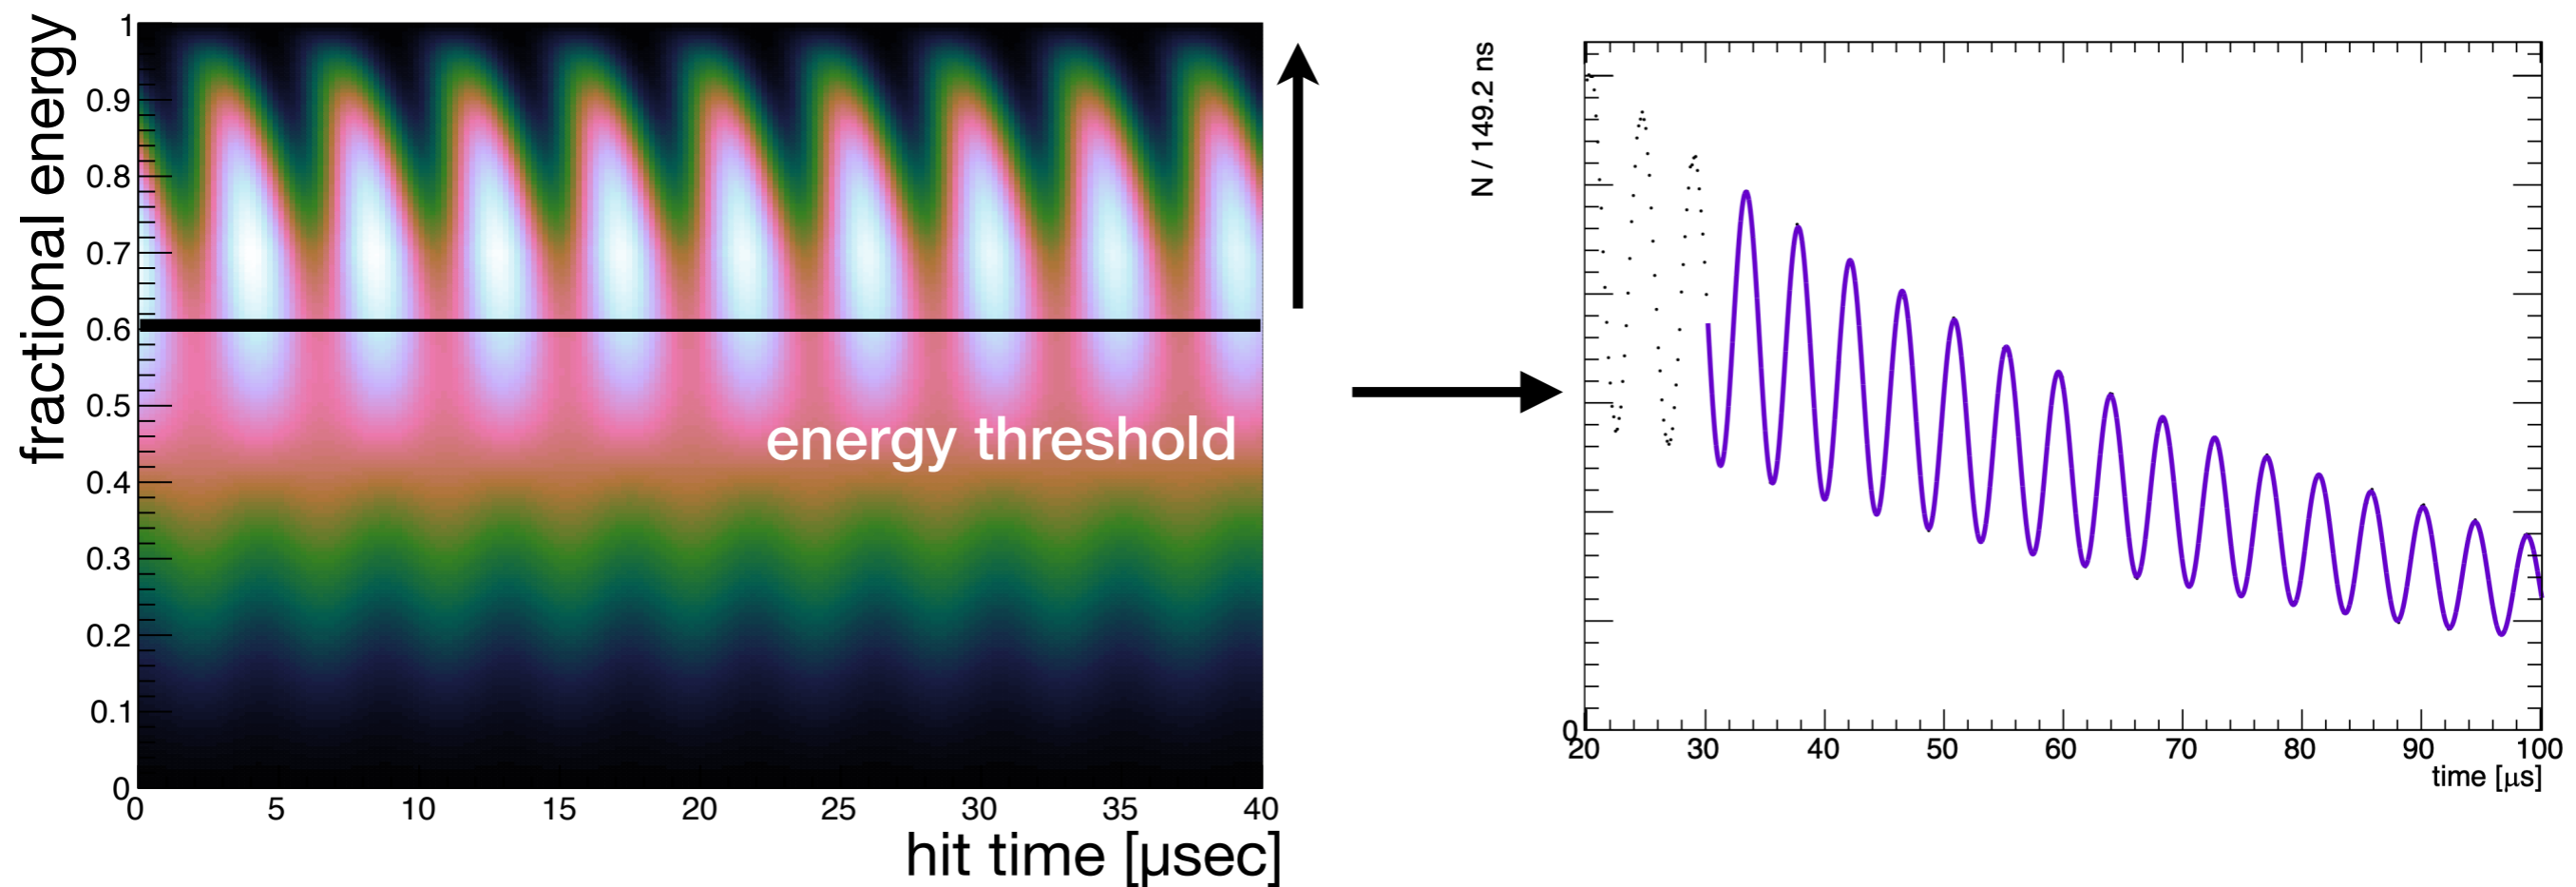 fractional energy
1
0.9
0.8
0.7
0.6
0.5
0.4
0.3
0.2
0.1
0
energy threshold
0 5 10 15 20 25 30 35 40
hit time [μsec]
N / 149.2 ns
0
20 30 40 50 60 70 80 90 100
time [μs]